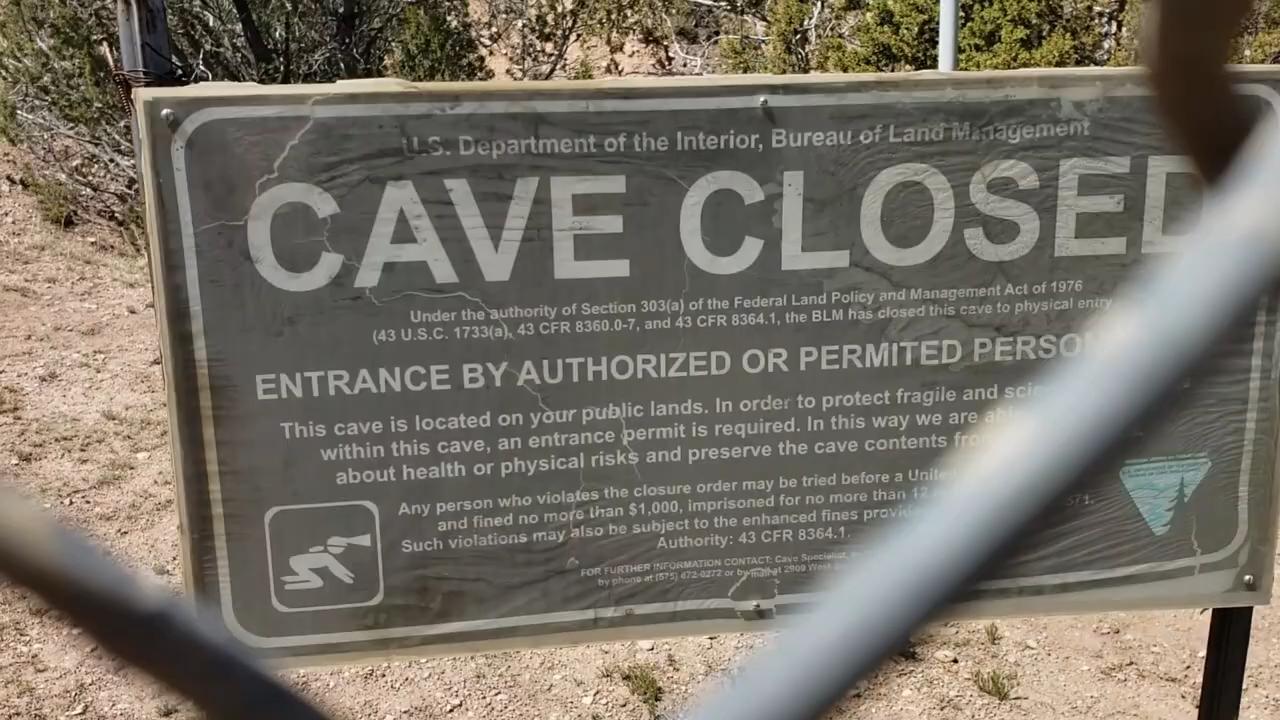 U.S. Department of the Interior, Bureau of Land Management
CAVE CLOSED
Under the authority of Section 303(a) of the Federal Land Policy and Management Act of 1976
(43 U.S.C. 1733(a), 43 CFR 8360.0-7, and 43 CFR 8364.1, the BLM has closed this cave to physical entry
ENTRANCE BY AUTHORIZED OR PERMITED
This cave is located on your public lands. In order to protect fragile and
within this cave, an entrance permit is required. In this way we are
about health or physical risks and preserve the cave contents
Any person who violates the closure order may be tried before a
and fined no more than $1,000, imprisoned for no more than 12
Such violations may also be subject to the enhanced fines
Authority: 43 CFR 8364.1.
FOR FURTHER INFORMATION CONTACT: Cave Specialist,
by phone at (575) 672-0272 or by mail at 2909 West